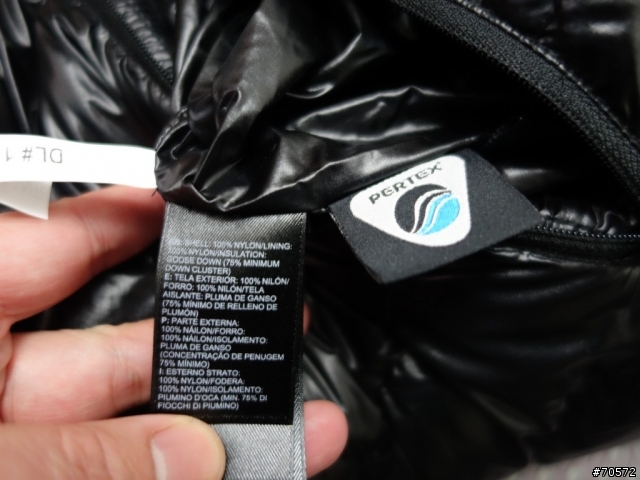 DL# 1
PERTEX®
EN: SHELL: 100% NYLON/LINING:
100% NYLON/INSULATION:
GOOSE DOWN (75% MINIMUM
DOWN CLUSTER)
E: TELA EXTERIOR: 100% NILÓN/
FORRO: 100% NILÓN/TELA
AISLANTE: PLUMA DE GANSO
(75% MÍNIMO DE RELLENO DE
PLUMÓN)
P: PARTE EXTERNA:
100% NÁILON/FORRO:
100% NÁILON/ISOLAMENTO:
PLUMA DE GANSO
(CONCENTRAÇÃO DE PENUGEM
75% MÍNIMO)
I: ESTERNO STRATO:
100% NYLON/FODERA:
100% NYLON/ISOLAMENTO:
PIUMINO D'OCA (MIN. 75% DI
FIOCCHI DI PIUMINO)
#70572